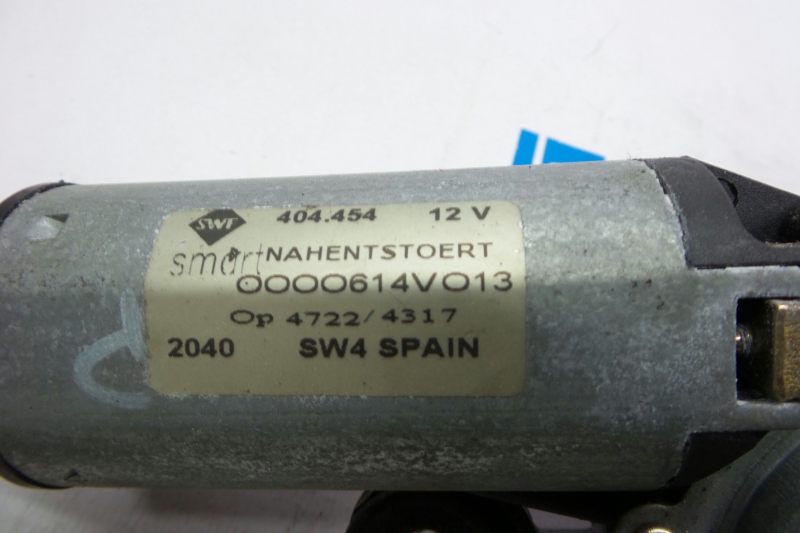 SWF 404.454 12 V
smart NAHENTSTOERT
0000614V013
Op 4722/4317
2040 SW4 SPAIN